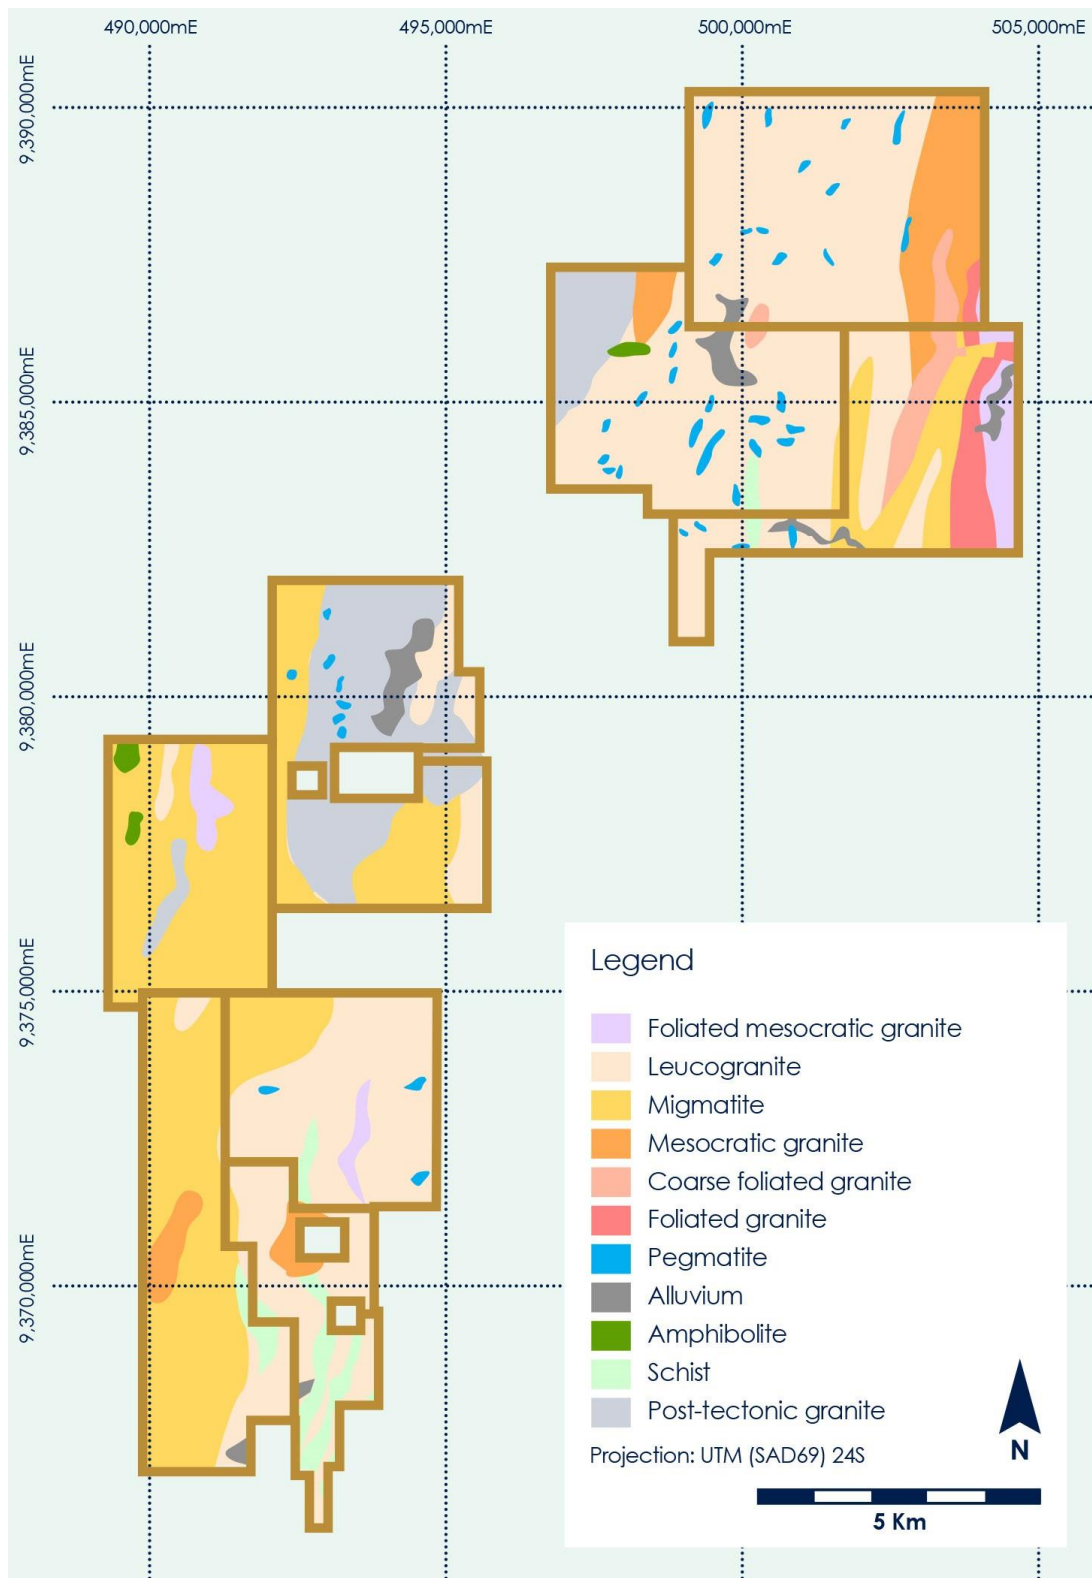 490,000mE
495,000mE
500,000mE
505,000mE
9,390,000mE
9,385,000mE
9,380,000mE
9,375,000mE
9,370,000mE
Legend
Foliated mesocratic granite
Leucogranite
Migmatite
Mesocratic granite
Coarse foliated granite
Foliated granite
Pegmatite
Alluvium
Amphibolite
Schist
Post-tectonic granite
Projection: UTM (SAD69) 24S
N
5 Km